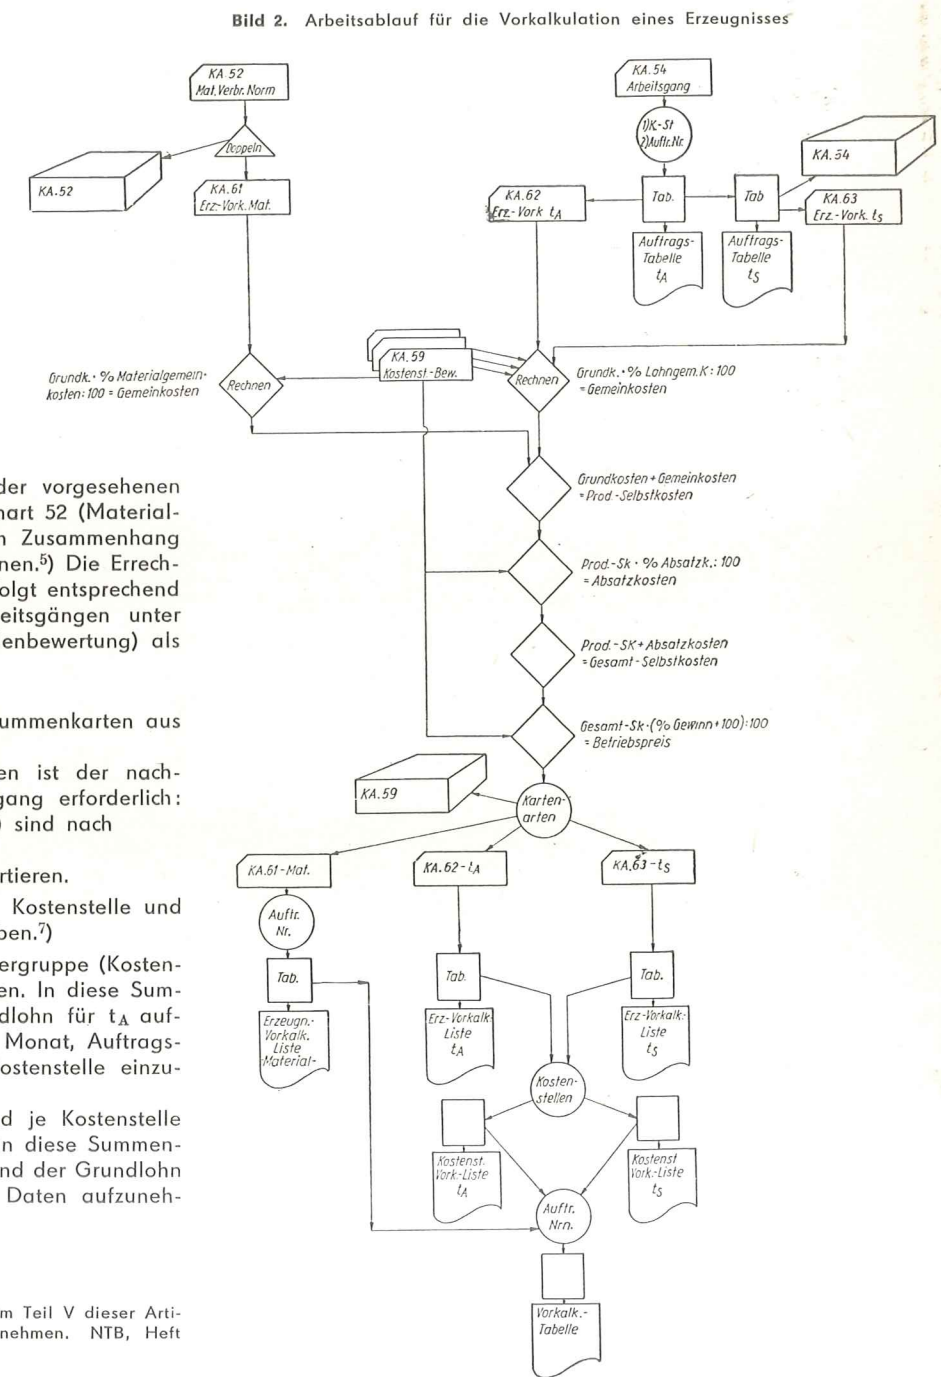 Bild 2. Arbeitsablauf für die Vorkalkulation eines Erzeugnisses
KA 52
Mat. Verbr. Norm
Doppeln
KA.52
KA.61
Erz-Vork. Mat.
KA.54
Arbeitsgang
1)K-St
2)Auftr.Nr.
KA.54
KA.62
Erz.-Vork tA
Tab.
Tab
KA.63
Erz.-Vork. tS
Auftrags-
Tabelle
tA
Auftrags-
Tabelle
tS
KA.59
Kostenst.-Bew.
Grundk. · % Materialgemein-
kosten:100 = Gemeinkosten
Rechnen
Rechnen
Grundk. · % Lohngem.K:100
= Gemeinkosten
Grundkosten + Gemeinkosten
= Prod.-Selbstkosten
Prod.-Sk · % Absatzk.: 100
= Absatzkosten
Prod.-SK + Absatzkosten
= Gesamt-Selbstkosten
Gesamt-Sk·(% Gewinn+100):100
= Betriebspreis
KA.59
Karten-
arten
KA.61-Mat.
KA.62-tA
KA.63-tS
Auftr.
Nr.
Tab.
Tab.
Tab.
Erzeugn.-
Vorkalk.
Liste
-Material-
Erz-Vorkalk-
Liste
tA
Erz-Vorkalk-
Liste
tS
Kosten-
stellen
Kostenst.
Vork.-Liste
tA
Kostenst
Vork.-Liste
tS
Auftr.
Nrn.
Vorkalk.-
Tabelle
der vorgesehenen
nart 52 (Material-
n Zusammenhang
nen.5) Die Errech-
olgt entsprechend
eitsgängen unter
enbewertung) als
ummenkarten aus
en ist der nach-
gang erforderlich:
) sind nach
rtieren.
Kostenstelle und
ben.7)
ergruppe (Kosten-
en. In diese Sum-
dlohn für tA auf-
Monat, Auftrags-
ostenstelle einzu-
d je Kostenstelle
n diese Summen-
nd der Grundlohn
Daten aufzuneh-
m Teil V dieser Arti-
nehmen. NTB, Heft